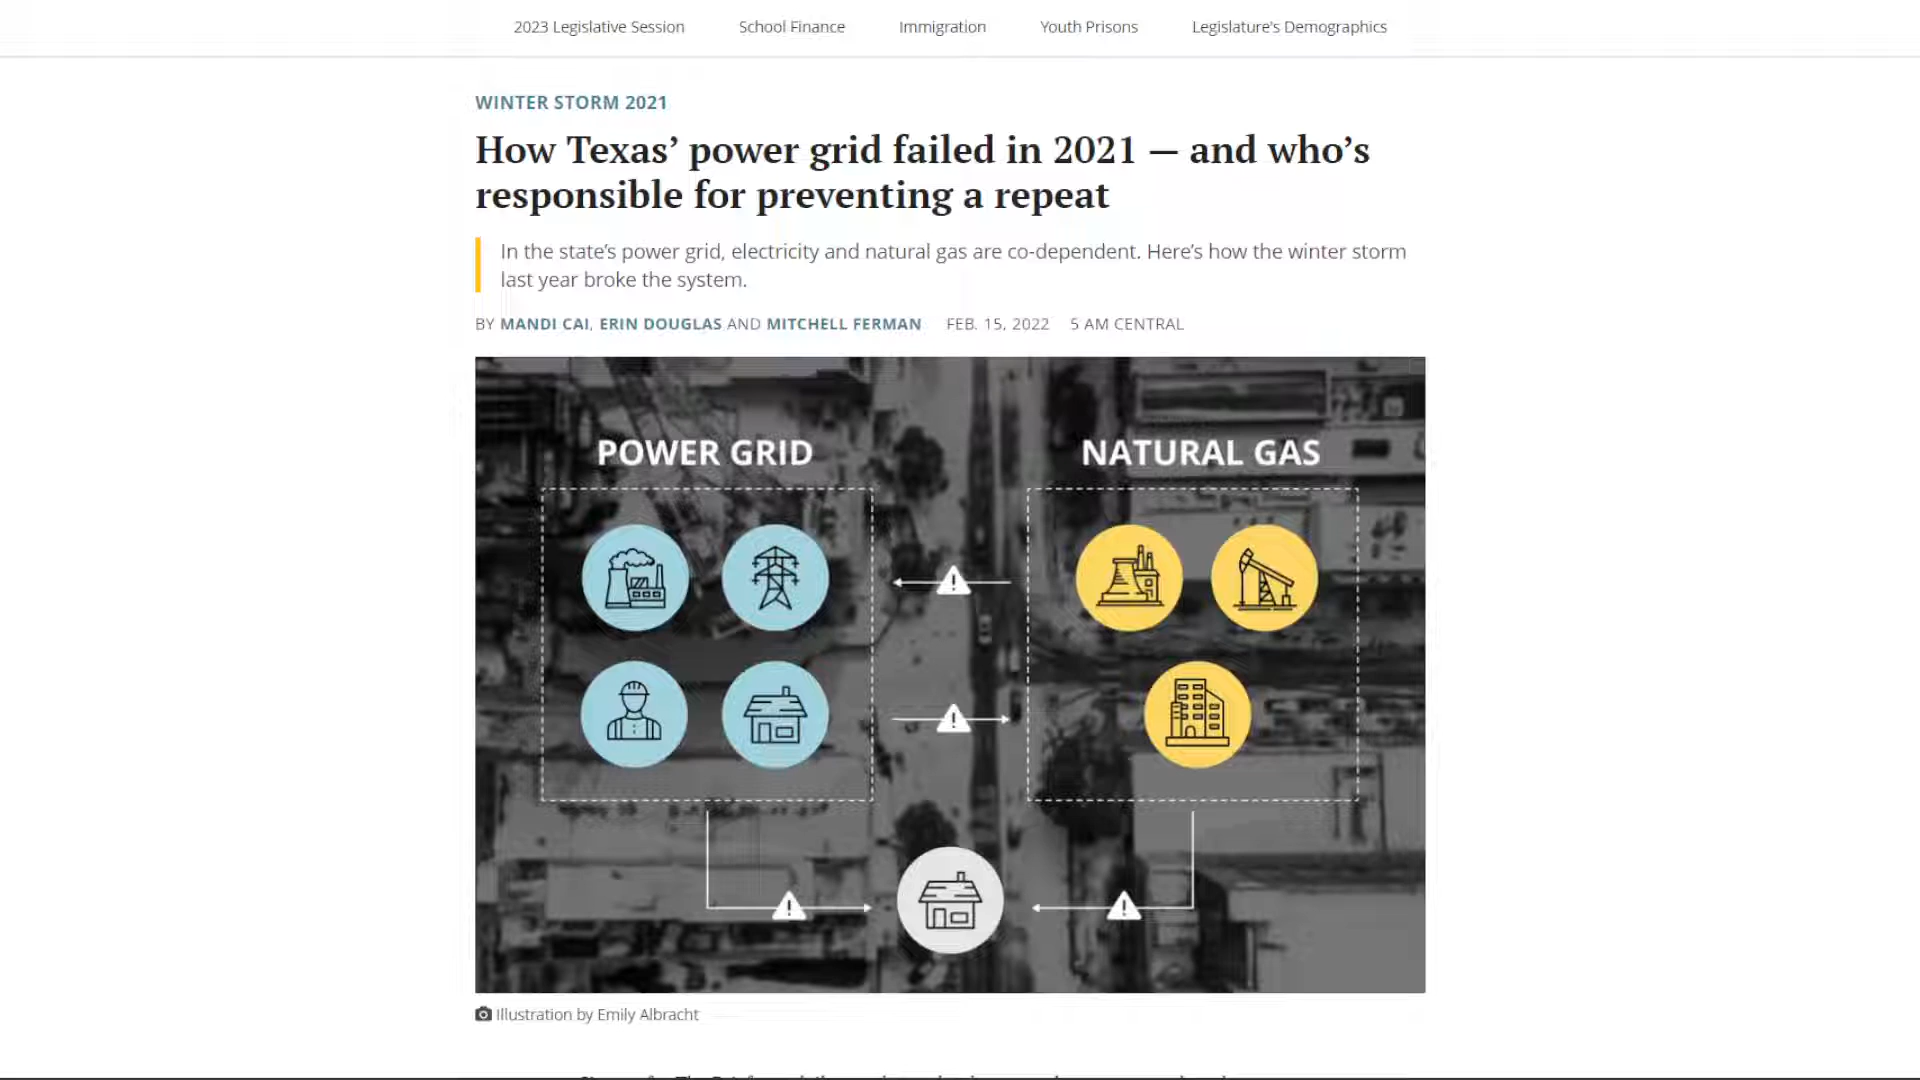 2023 Legislative Session School Finance Immigration Youth Prisons Legislature's Demographics
WINTER STORM 2021
How Texas’ power grid failed in 2021 — and who’s
responsible for preventing a repeat
In the state’s power grid, electricity and natural gas are co-dependent. Here’s how the winter storm
last year broke the system.
BY MANDI CAI, ERIN DOUGLAS AND MITCHELL FERMAN FEB. 15, 2022 5 AM CENTRAL
POWER GRID
NATURAL GAS
Illustration by Emily Albracht